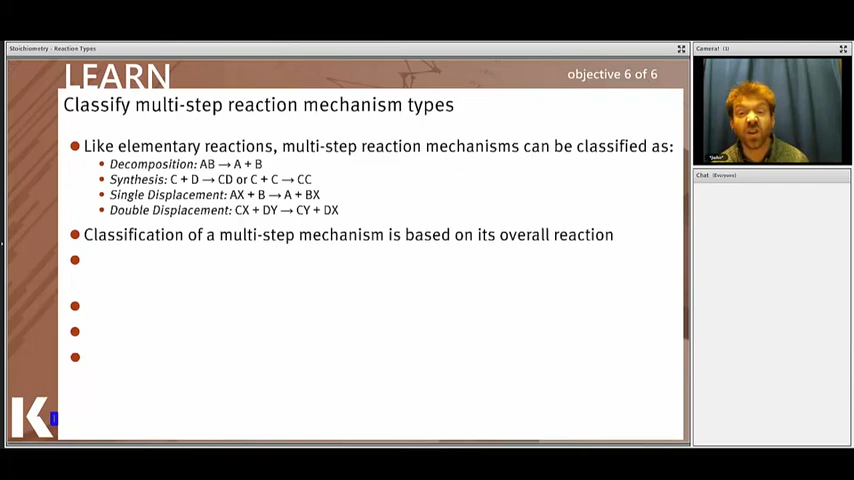 Stoichiometry - Reaction Types
Camera! (1)
LEARN
objective 6 of 6
Classify multi-step reaction mechanism types
Like elementary reactions, multi-step reaction mechanisms can be classified as:
Decomposition: AB → A + B
Synthesis: C + D → CD or C + C → CC
Single Displacement: AX + B → A + BX
Double Displacement: CX + DY → CY + DX
Classification of a multi-step mechanism is based on its overall reaction
*John*
Chat (Everyone)
K